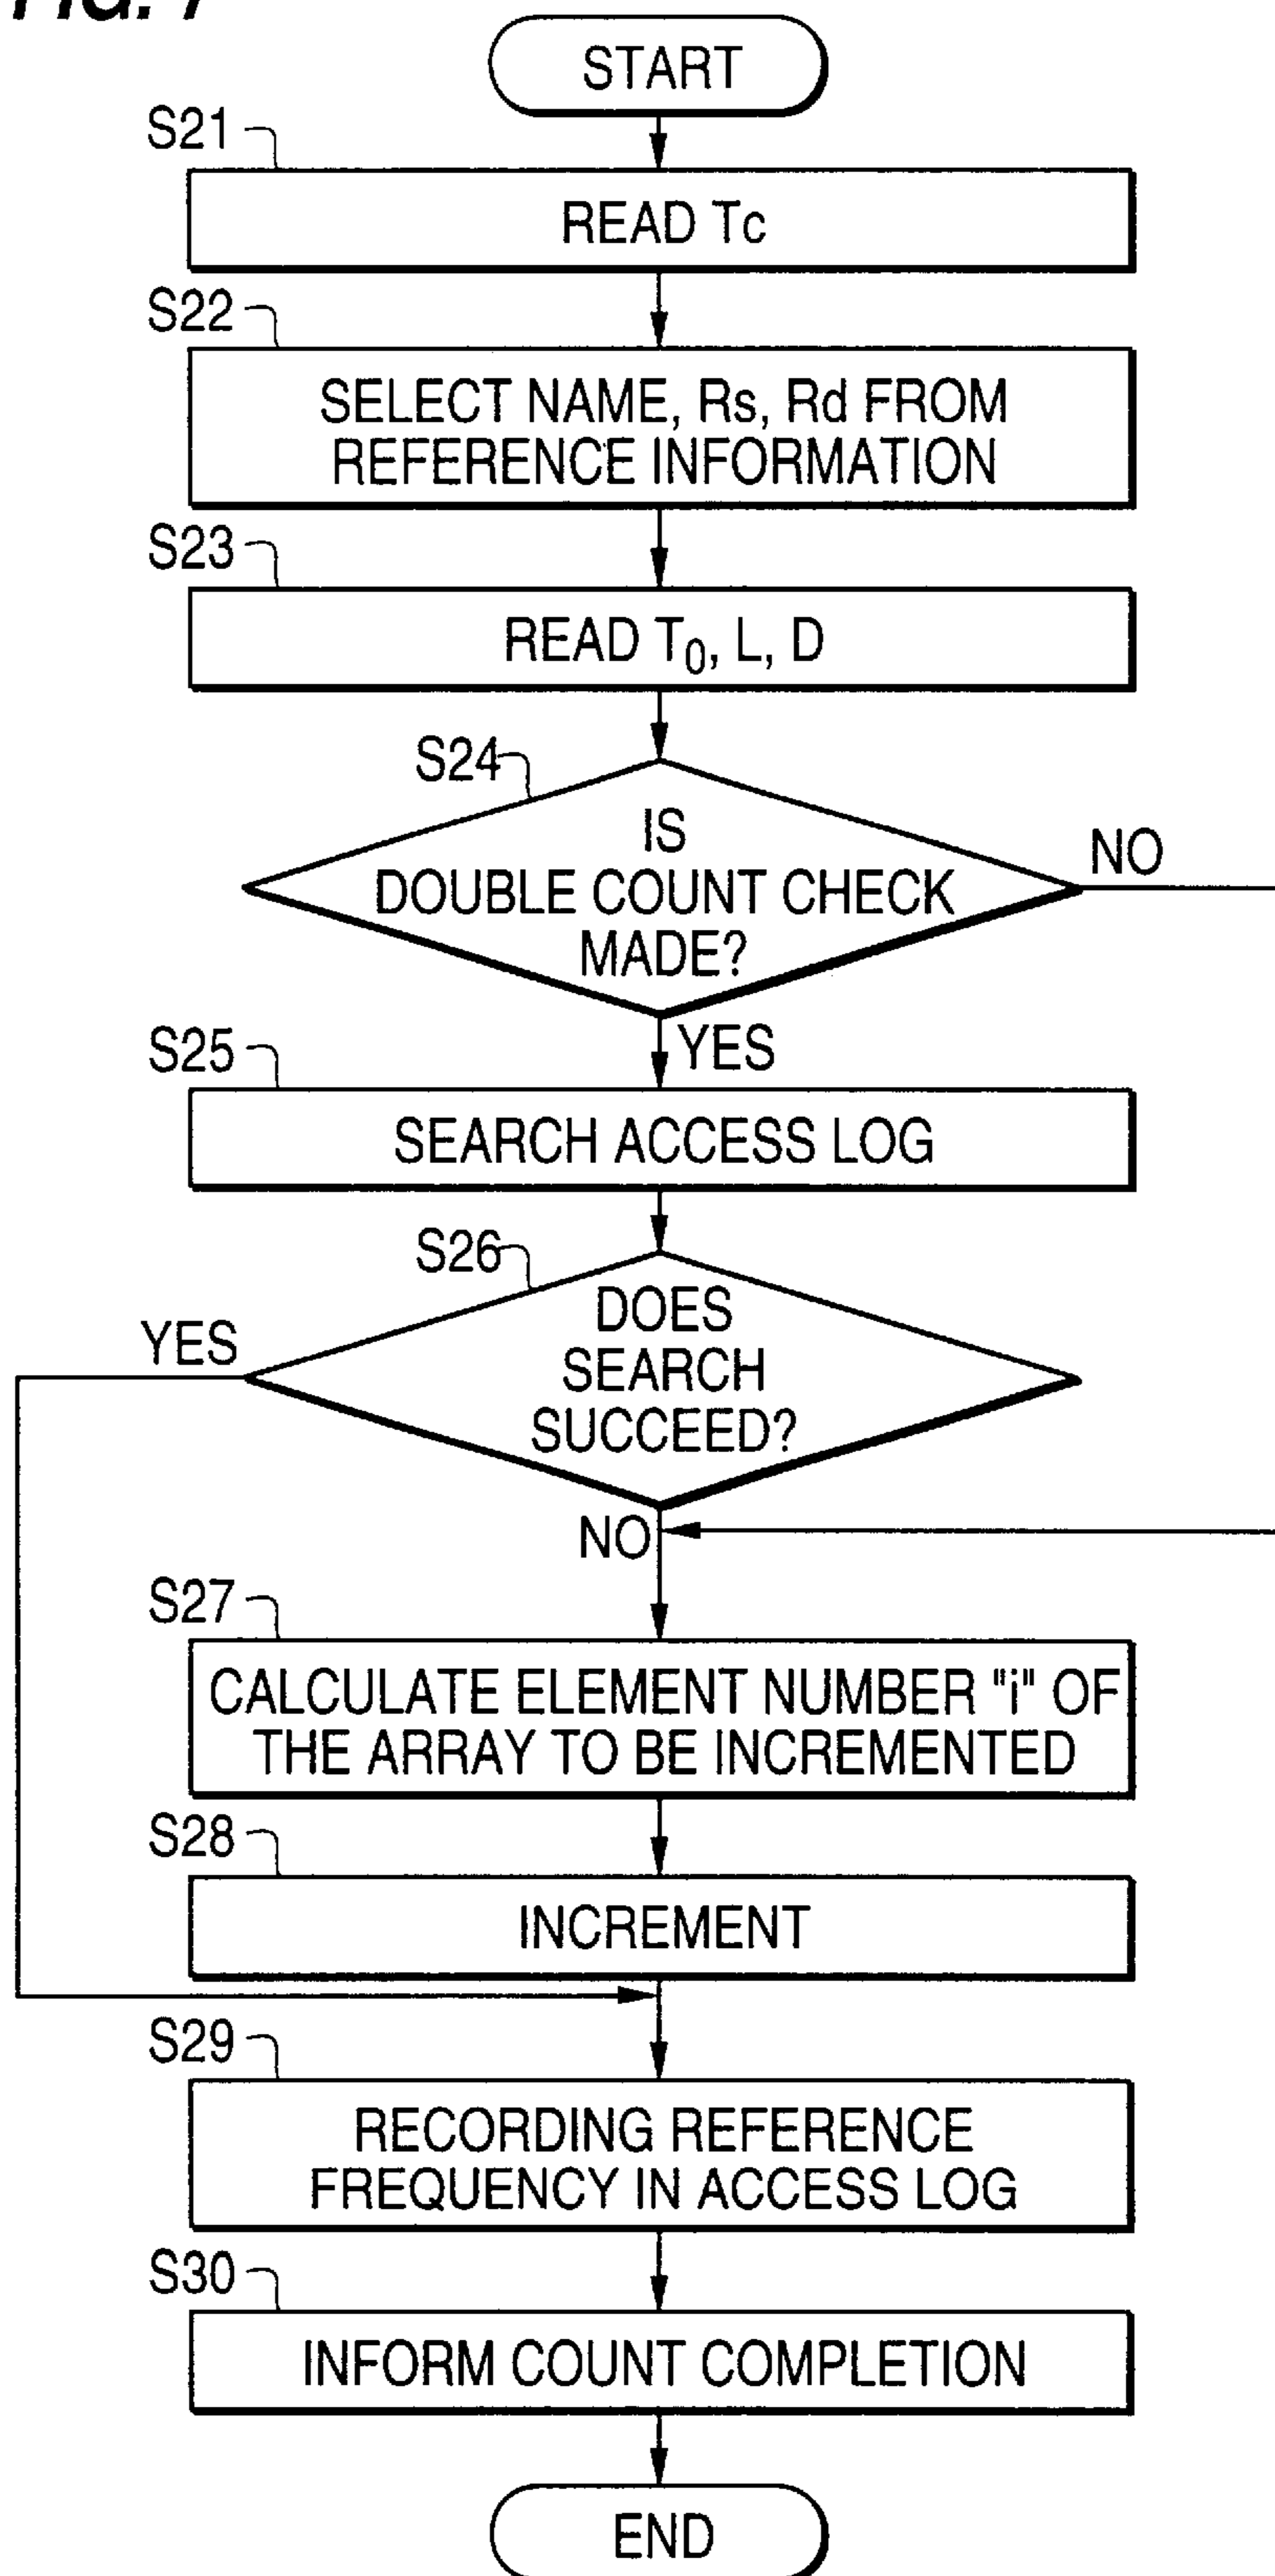 FIG. 7
START
S21
READ Tc
S22
SELECT NAME, Rs, Rd FROM
REFERENCE INFORMATION
S23
READ T₀, L, D
S24
IS
DOUBLE COUNT CHECK
MADE?
NO
YES
S25
SEARCH ACCESS LOG
S26
DOES
SEARCH
SUCCEED?
YES
NO
S27
CALCULATE ELEMENT NUMBER "i" OF
THE ARRAY TO BE INCREMENTED
S28
INCREMENT
S29
RECORDING REFERENCE
FREQUENCY IN ACCESS LOG
S30
INFORM COUNT COMPLETION
END